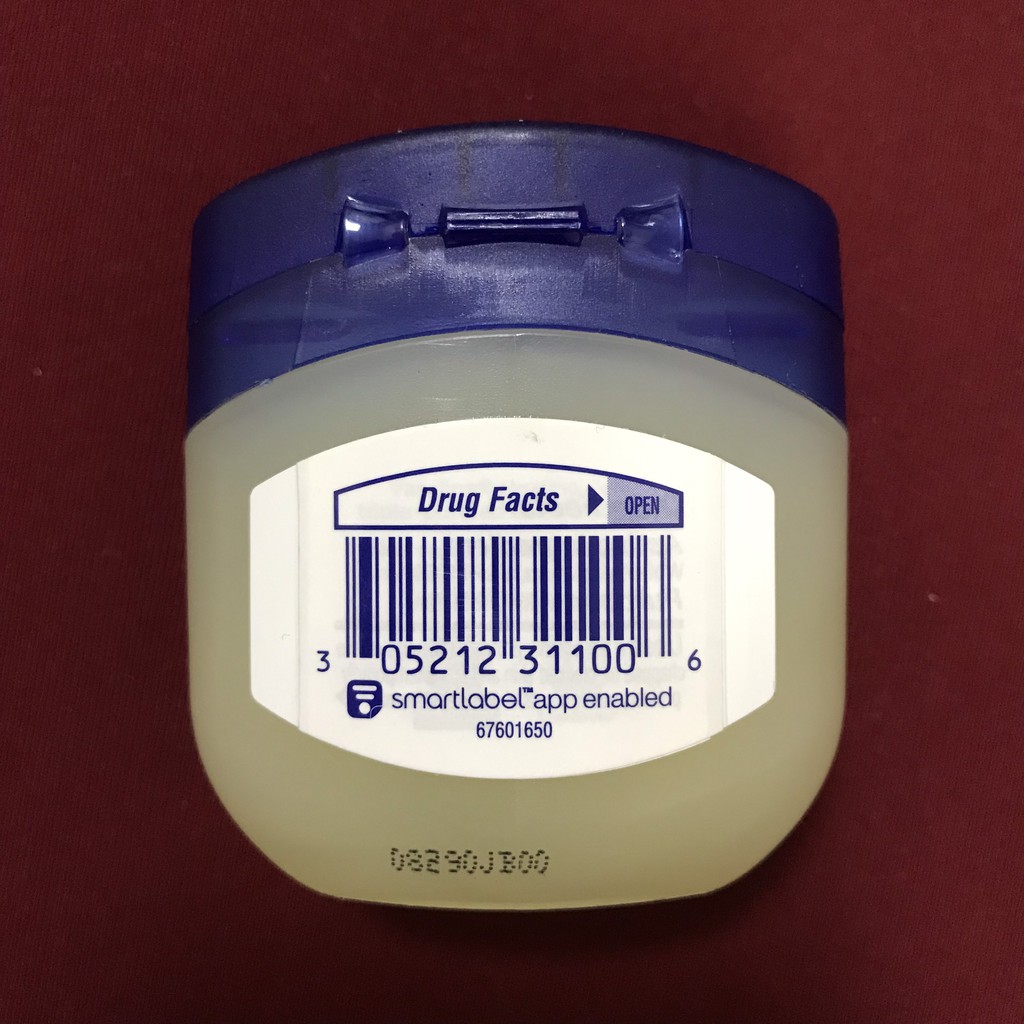 Drug Facts OPEN
3 05212 31100 6
smartlabel™ app enabled
67601650
08290JB00